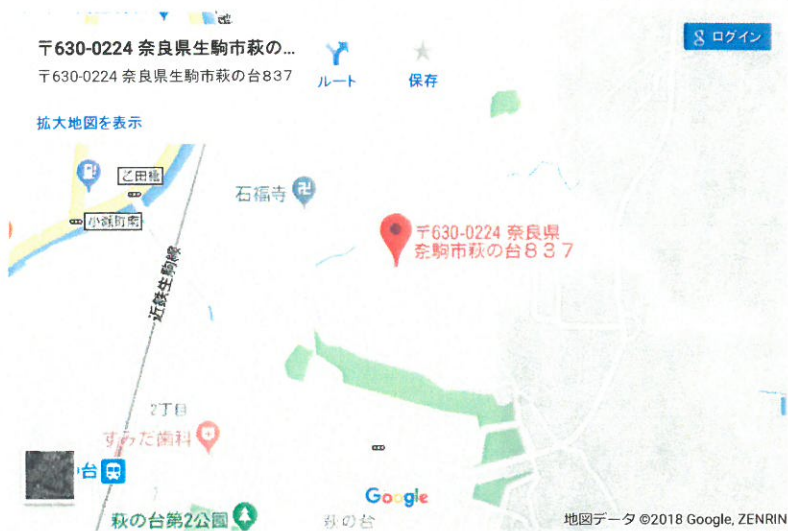 〒630-0224 奈良県生駒市萩の...
〒630-0224 奈良県生駒市萩の台837
ルート
保存
ログイン
拡大地図を表示
乙田橋
小瀬町南
石福寺
〒630-0224 奈良県
生駒市萩の台837
近鉄生駒線
2丁目
すみだ歯科
台
萩の台第2公園
萩の台
Google
地図データ ©2018 Google, ZENRIN